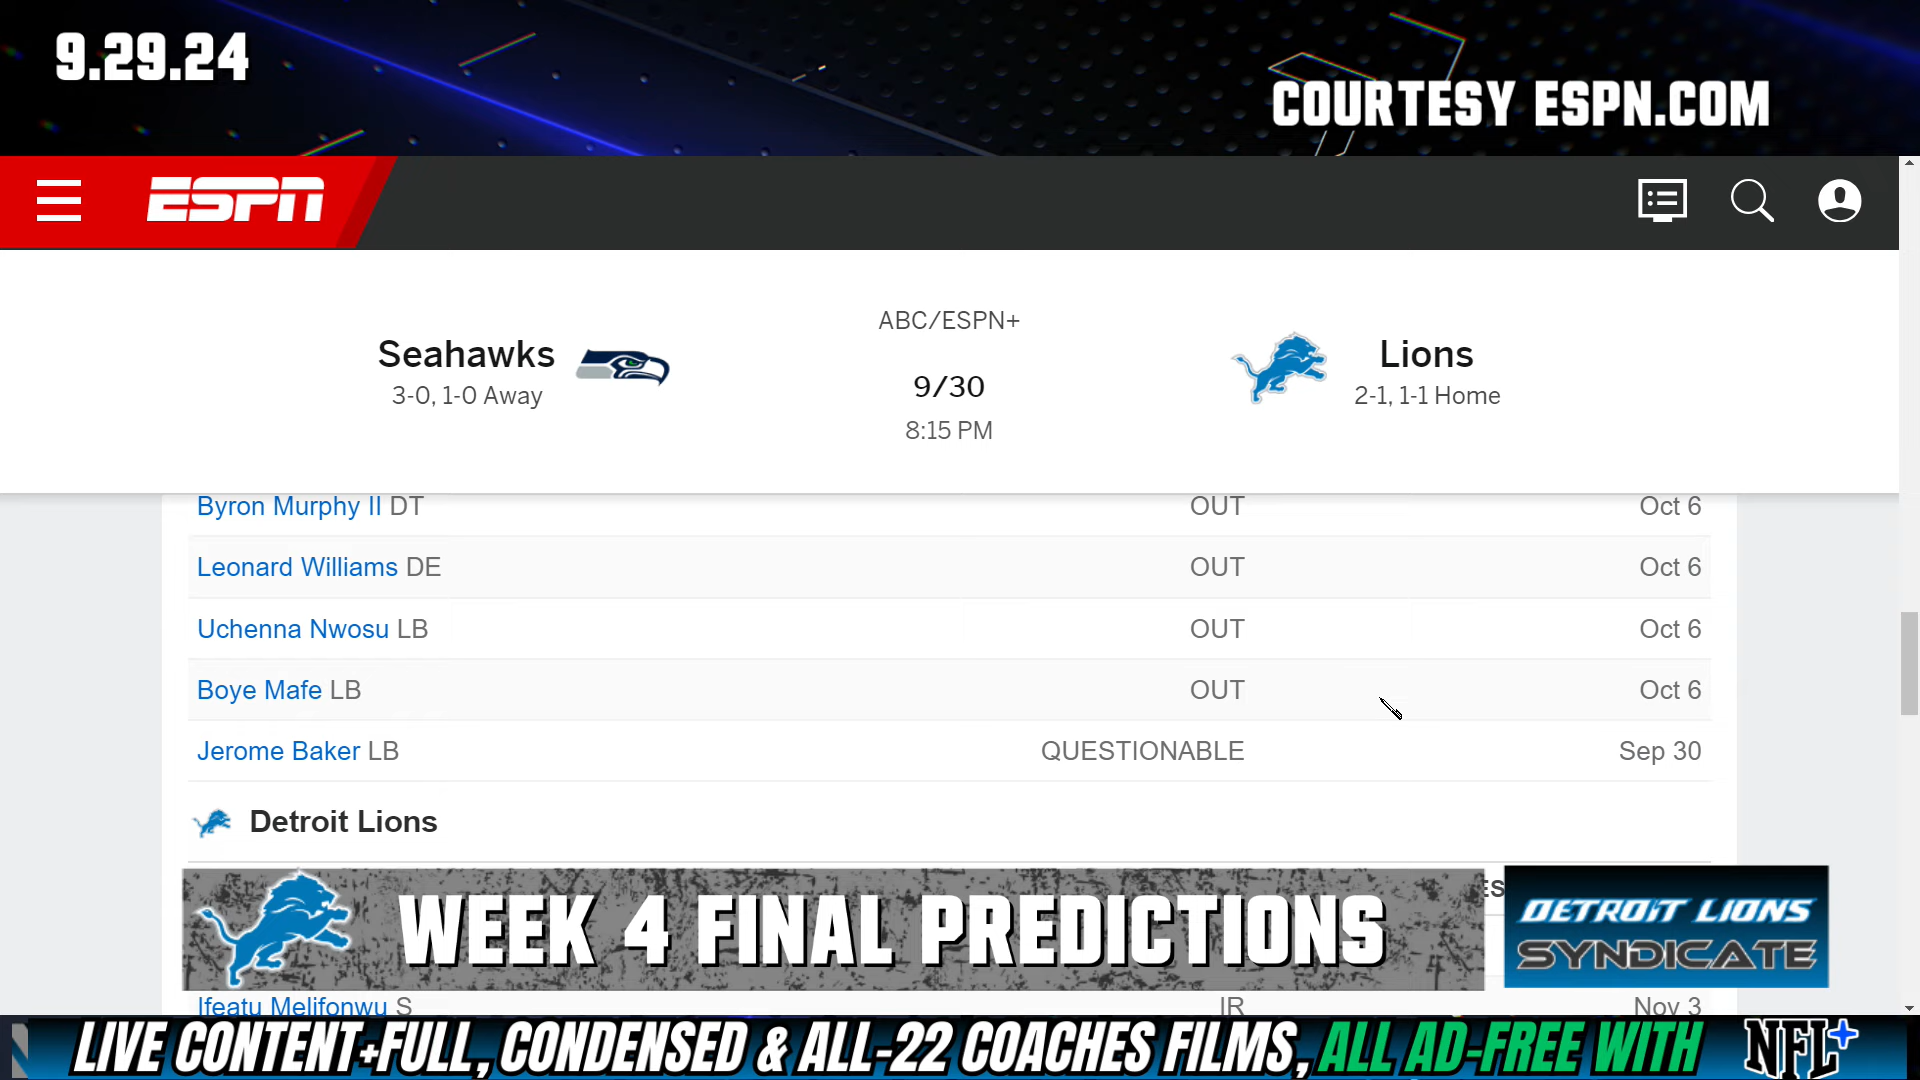 9.29.24
COURTESY ESPN.COM
ESPN
Seahawks
3-0, 1-0 Away
ABC/ESPN+
9/30
8:15 PM
Lions
2-1, 1-1 Home
Byron Murphy II DT OUT Oct 6
Leonard Williams DE OUT Oct 6
Uchenna Nwosu LB OUT Oct 6
Boye Mafe LB OUT Oct 6
Jerome Baker LB QUESTIONABLE Sep 30
Detroit Lions
WEEK 4 FINAL PREDICTIONS
DETROIT LIONS
SYNDICATE
Ifeatu Melifonwu S IR Nov 3
LIVE CONTENT+FULL, CONDENSED & ALL-22 COACHES FILMS, ALL AD-FREE WITH NFL+